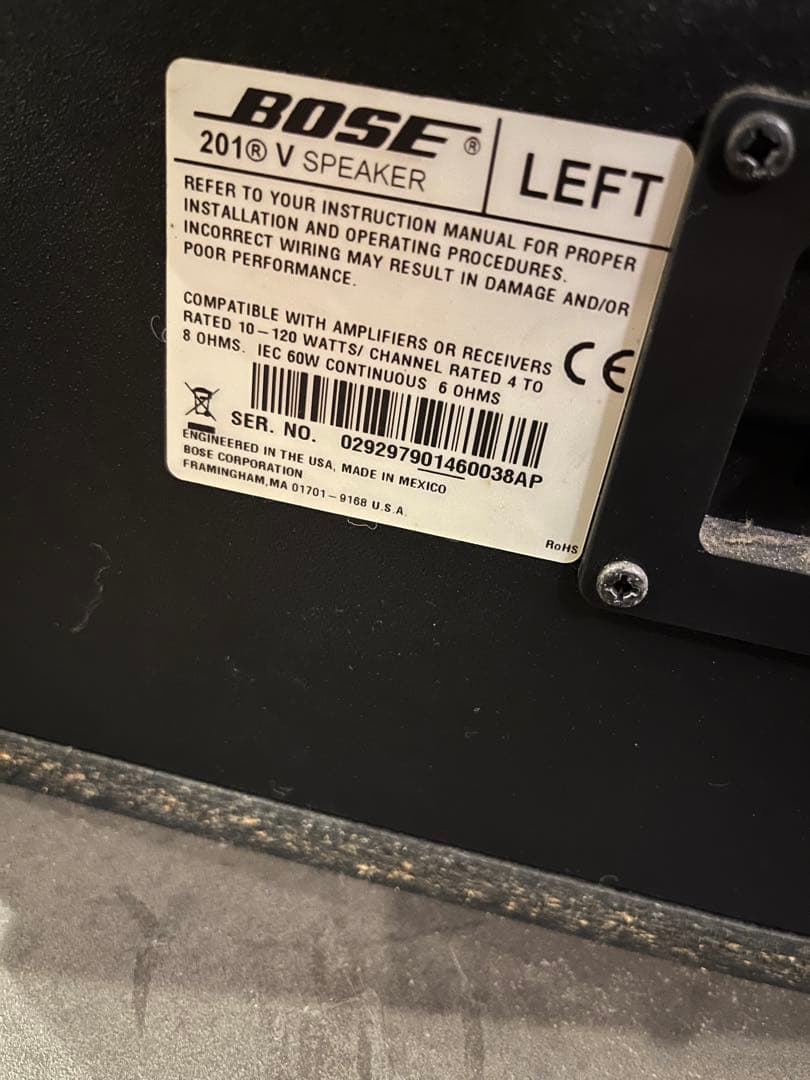 BOSE®
201® V SPEAKER
LEFT
REFER TO YOUR INSTRUCTION MANUAL FOR PROPER
INSTALLATION AND OPERATING PROCEDURES.
INCORRECT WIRING MAY RESULT IN DAMAGE AND/OR
POOR PERFORMANCE.
COMPATIBLE WITH AMPLIFIERS OR RECEIVERS
RATED 10–120 WATTS/ CHANNEL RATED 4 TO
8 OHMS. IEC 60W CONTINUOUS 6 OHMS
CE
SER. NO. 029297901460038AP
ENGINEERED IN THE USA, MADE IN MEXICO
BOSE CORPORATION
FRAMINGHAM,MA 01701–9168 U.S.A.
RoHS